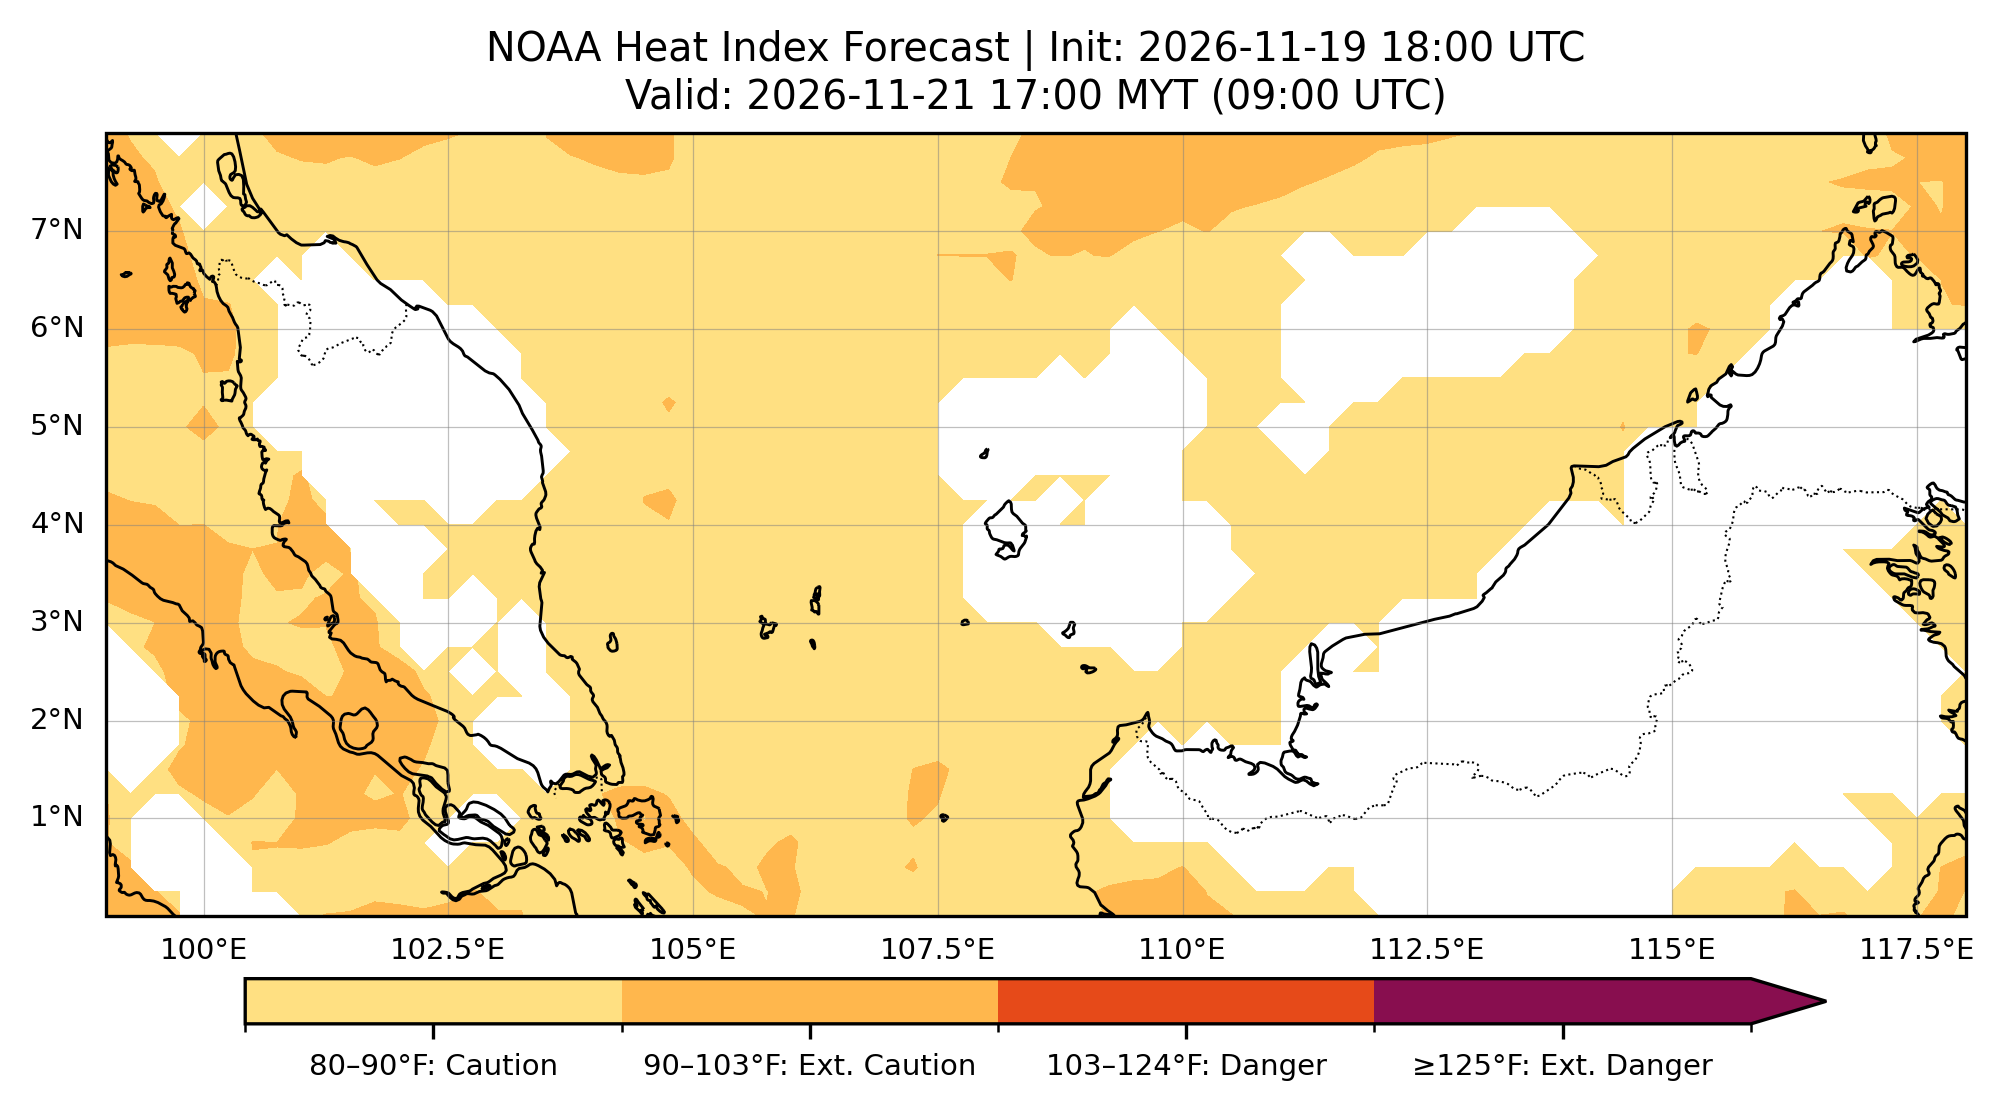 NOAA Heat Index Forecast | Init: 2026-11-19 18:00 UTC
Valid: 2026-11-21 17:00 MYT (09:00 UTC)
7°N
6°N
5°N
4°N
3°N
2°N
1°N
100°E 102.5°E 105°E 107.5°E 110°E 112.5°E 115°E 117.5°E
80–90°F: Caution 90–103°F: Ext. Caution 103–124°F: Danger ≥125°F: Ext. Danger